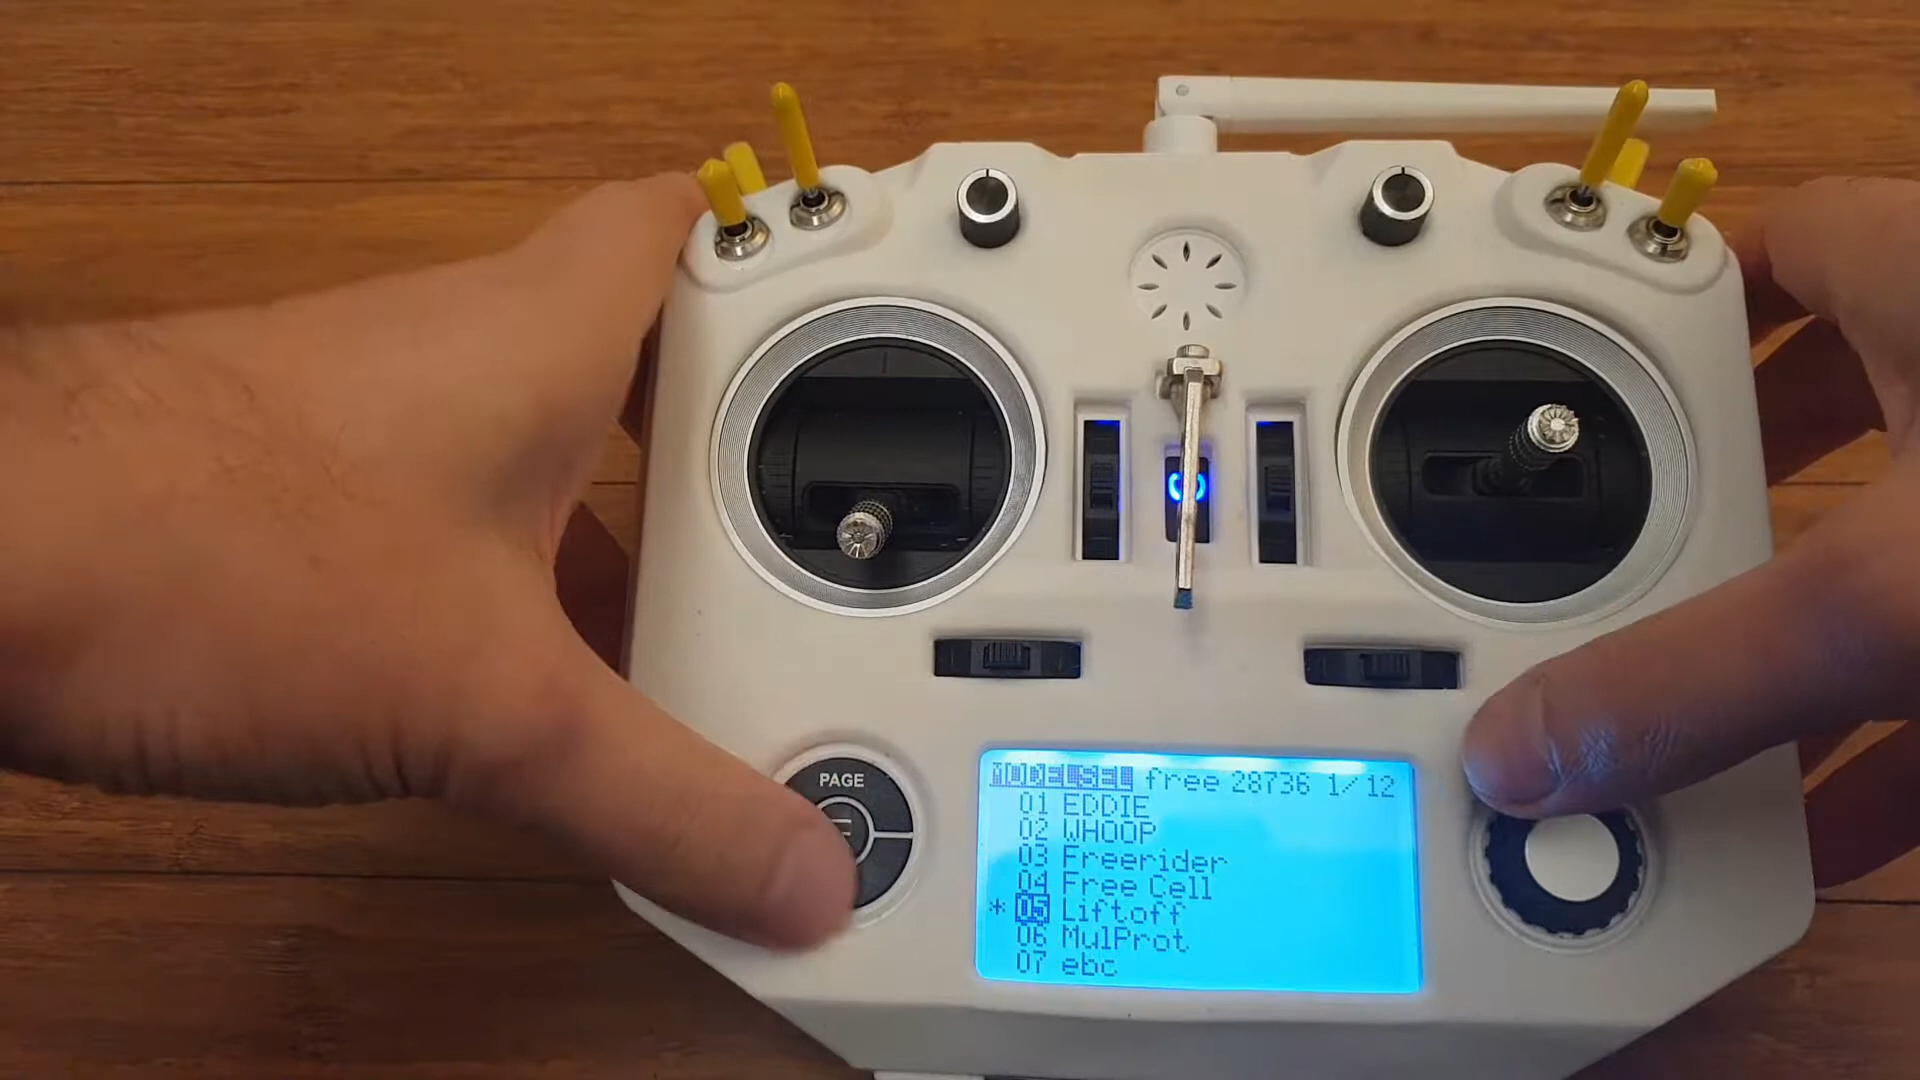 PAGE
MODELSEL free 28736 1/12
01 EDDIE
02 WHOOP
03 Freerider
04 Free Cell
* 05 Liftoff
06 MulProt
07 ebc